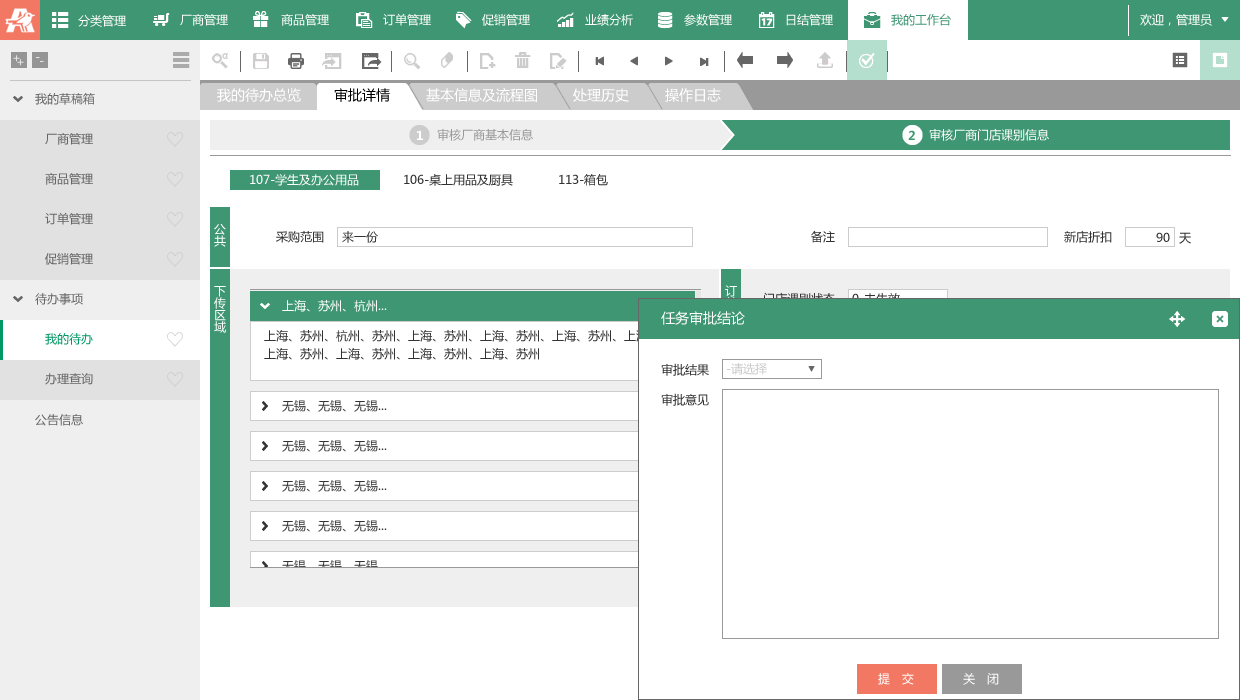 分类管理 厂商管理 商品管理 订单管理 促销管理 业绩分析 参数管理 17 日结管理 我的工作台 欢迎，管理员
我的草稿箱
厂商管理
商品管理
订单管理
促销管理
待办事项
我的待办
办理查询
公告信息
我的待办总览 审批详情 基本信息及流程图 处理历史 操作日志
1 审核厂商基本信息 2 审核厂商门店课别信息
107-学生及办公用品 106-桌上用品及厨具 113-箱包
公共
采购范围 来一份 备注 新店折扣 90 天
下传区域
上海、苏州、杭州...
上海、苏州、杭州、苏州、上海、苏州、上海、苏州、上海、苏州、上
上海、苏州、上海、苏州、上海、苏州、上海、苏州
无锡、无锡、无锡...
无锡、无锡、无锡...
无锡、无锡、无锡...
无锡、无锡、无锡...
无锡、无锡、无锡
订
门店课别状态 0-未生效
任务审批结论
审批结果 -请选择
审批意见
提 交 关 闭